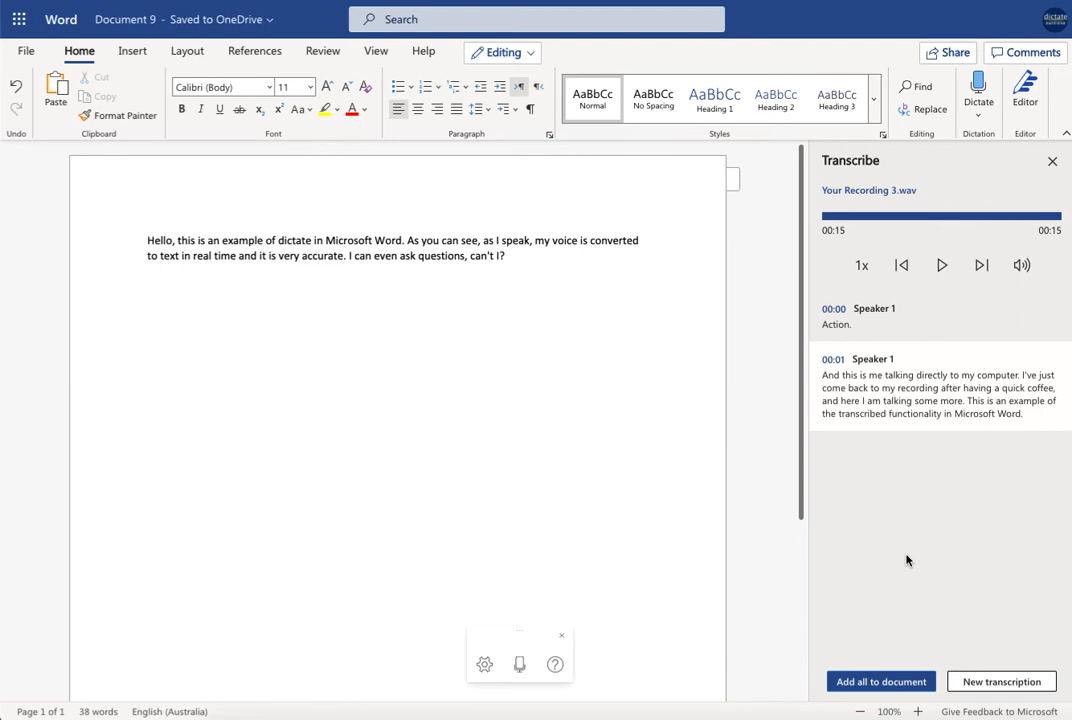 Word
Document 9 - Saved to OneDrive
Search
dictate
australia
File
Home
Insert
Layout
References
Review
View
Help
Editing
Share
Comments
Paste
Cut
Copy
Format Painter
Calibri (Body)
11
B I U ab x₂ x² Aa A
AaBbCc
Normal
AaBbCc
No Spacing
AaBbCc
Heading 1
AaBbCc
Heading 2
AaBbCc
Heading 3
Find
Replace
Dictate
Editor
Undo
Clipboard
Font
Paragraph
Styles
Editing
Dictation
Editor
Hello, this is an example of dictate in Microsoft Word. As you can see, as I speak, my voice is converted
to text in real time and it is very accurate. I can even ask questions, can't I?
Transcribe
Your Recording 3.wav
00:15
00:15
1x
00:00 Speaker 1
Action.
00:01 Speaker 1
And this is me talking directly to my computer. I've just
come back to my recording after having a quick coffee,
and here I am talking some more. This is an example of
the transcribed functionality in Microsoft Word.
Add all to document
New transcription
Page 1 of 1
38 words
English (Australia)
100%
Give Feedback to Microsoft